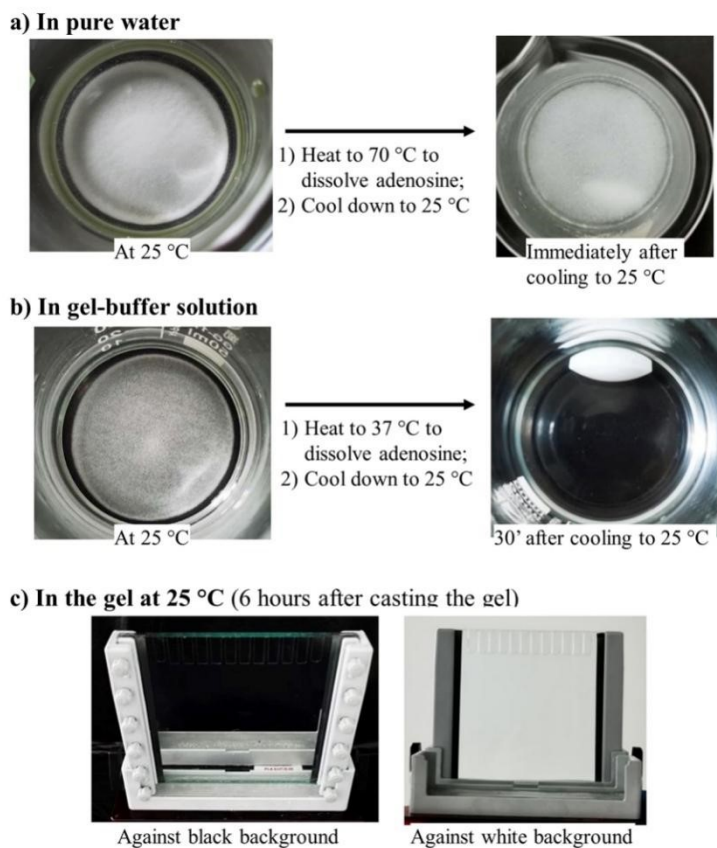 a) In pure water
1) Heat to 70 °C to
dissolve adenosine;
2) Cool down to 25 °C
At 25 °C
Immediately after
cooling to 25 °C
b) In gel-buffer solution
1) Heat to 37 °C to
dissolve adenosine;
2) Cool down to 25 °C
At 25 °C
30’ after cooling to 25 °C
c) In the gel at 25 °C (6 hours after casting the gel)
Against black background
Against white background